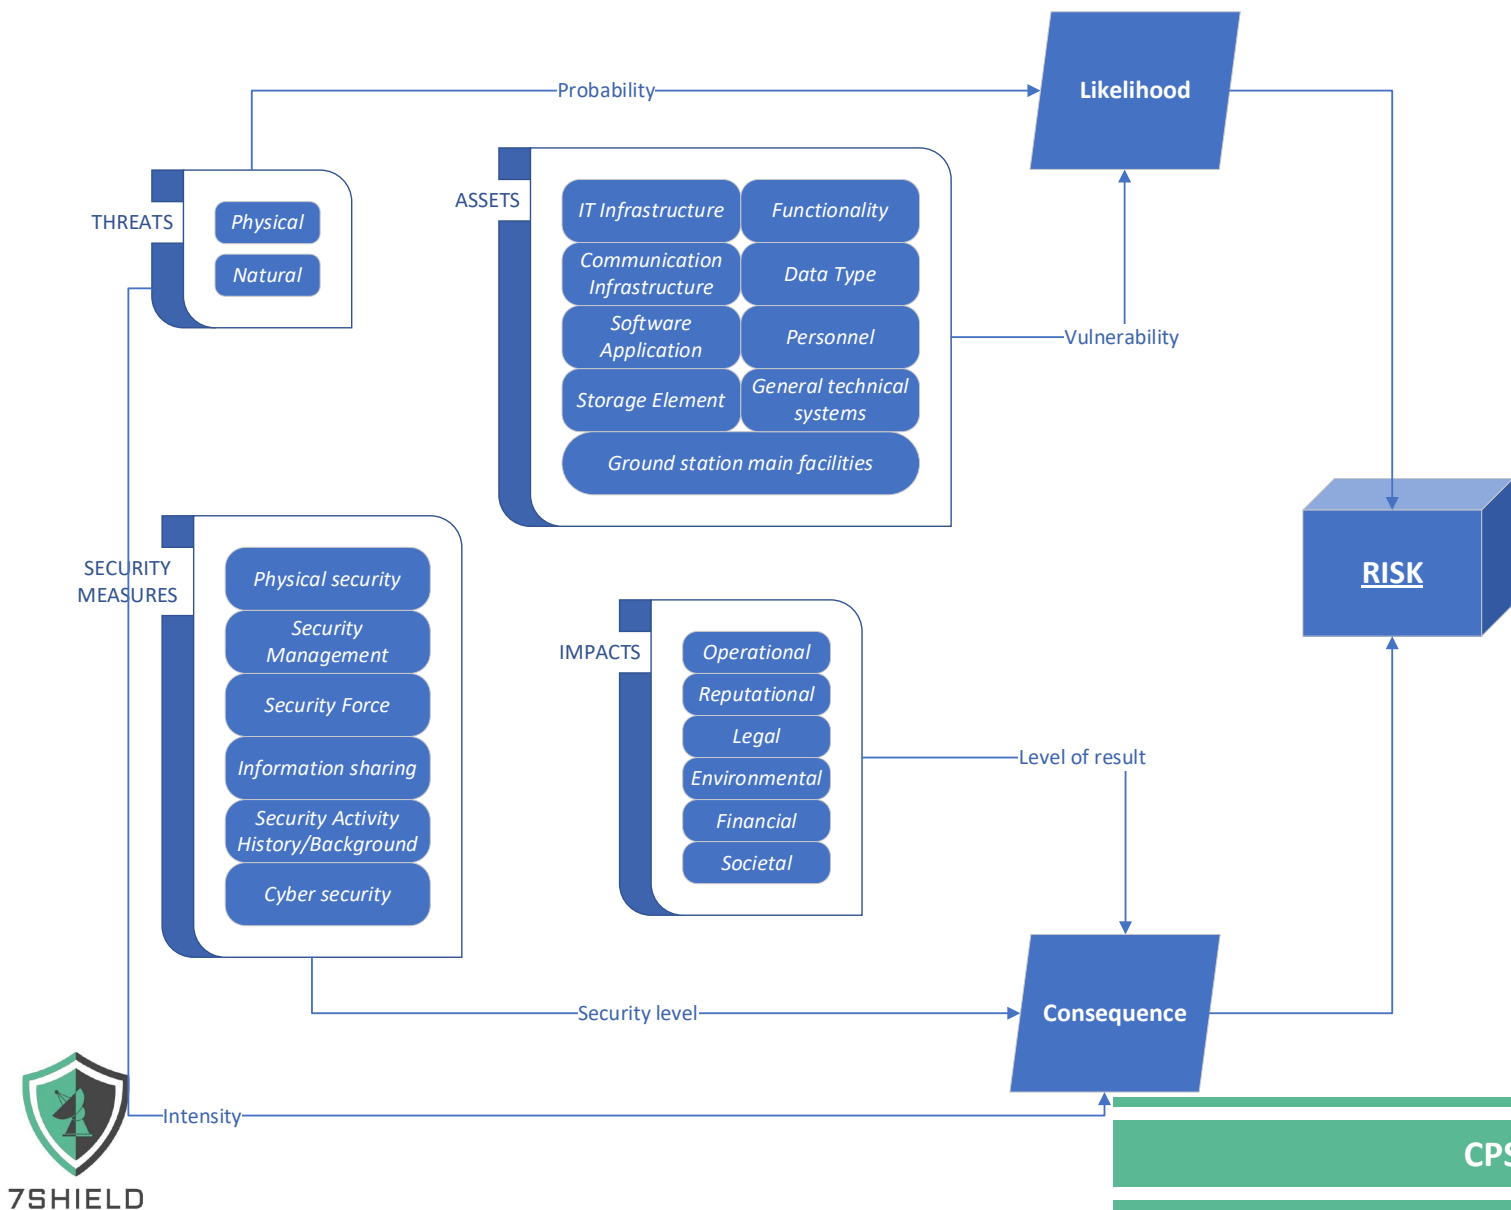 Probability
Likelihood
THREATS
Physical
Natural
ASSETS
IT Infrastructure
Functionality
Communication
Infrastructure
Data Type
Software
Application
Personnel
Storage Element
General technical
systems
Ground station main facilities
Vulnerability
RISK
SECURITY
MEASURES
Physical security
Security
Management
Security Force
Information sharing
Security Activity
History/Background
Cyber security
IMPACTS
Operational
Reputational
Legal
Environmental
Financial
Societal
Level of result
Security level
Consequence
Intensity
7SHIELD
CPS